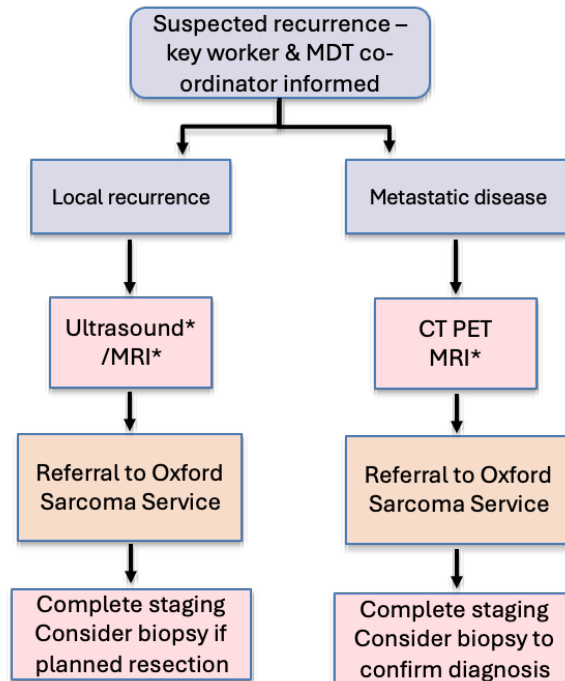 Suspected recurrence –
key worker & MDT co-
ordinator informed
Local recurrence
Metastatic disease
Ultrasound*
/MRI*
CT PET
MRI*
Referral to Oxford
Sarcoma Service
Referral to Oxford
Sarcoma Service
Complete staging
Consider biopsy if
planned resection
Complete staging
Consider biopsy to
confirm diagnosis